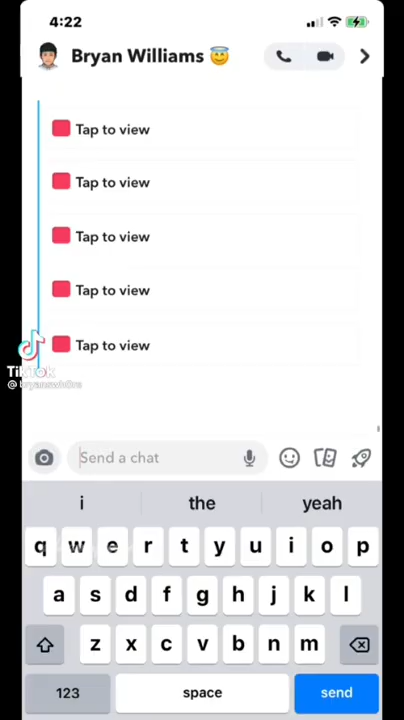 4:22
Bryan Williams 😇
Tap to view
Tap to view
Tap to view
Tap to view
Tap to view
TikTok
Send a chat
i the yeah
q w e r t y u i o p
a s d f g h j k l
z x c v b n m
123 space send